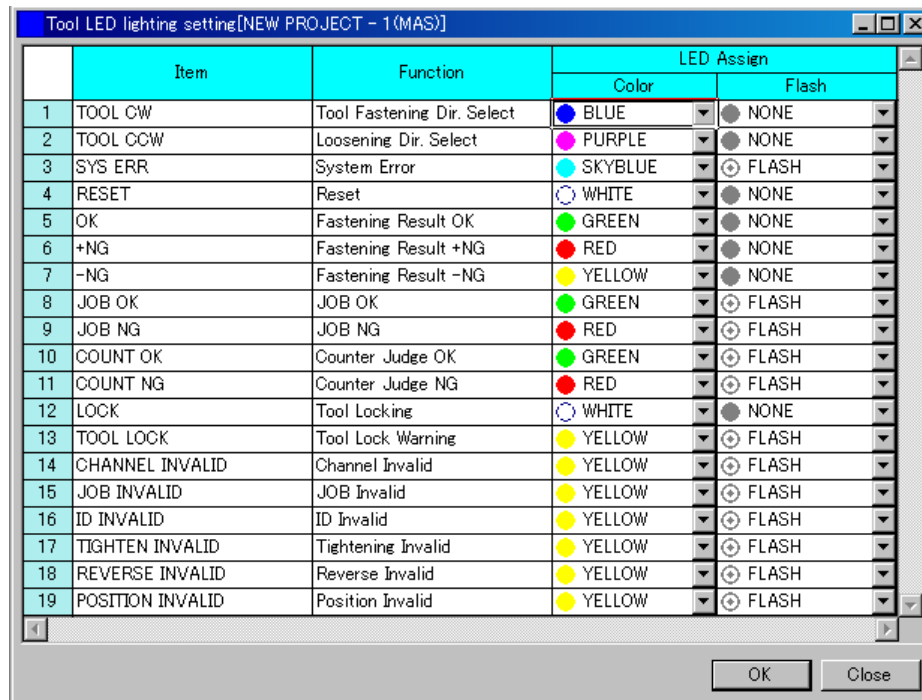 Tool LED lighting setting[NEW PROJECT - 1(MAS)]
Item Function LED Assign
Color Flash
1 TOOL CW Tool Fastening Dir. Select BLUE NONE
2 TOOL CCW Loosening Dir. Select PURPLE NONE
3 SYS ERR System Error SKYBLUE FLASH
4 RESET Reset WHITE NONE
5 OK Fastening Result OK GREEN NONE
6 +NG Fastening Result +NG RED NONE
7 -NG Fastening Result -NG YELLOW NONE
8 JOB OK JOB OK GREEN FLASH
9 JOB NG JOB NG RED FLASH
10 COUNT OK Counter Judge OK GREEN FLASH
11 COUNT NG Counter Judge NG RED FLASH
12 LOCK Tool Locking WHITE NONE
13 TOOL LOCK Tool Lock Warning YELLOW FLASH
14 CHANNEL INVALID Channel Invalid YELLOW FLASH
15 JOB INVALID JOB Invalid YELLOW FLASH
16 ID INVALID ID Invalid YELLOW FLASH
17 TIGHTEN INVALID Tightening Invalid YELLOW FLASH
18 REVERSE INVALID Reverse Invalid YELLOW FLASH
19 POSITION INVALID Position Invalid YELLOW FLASH
OK Close